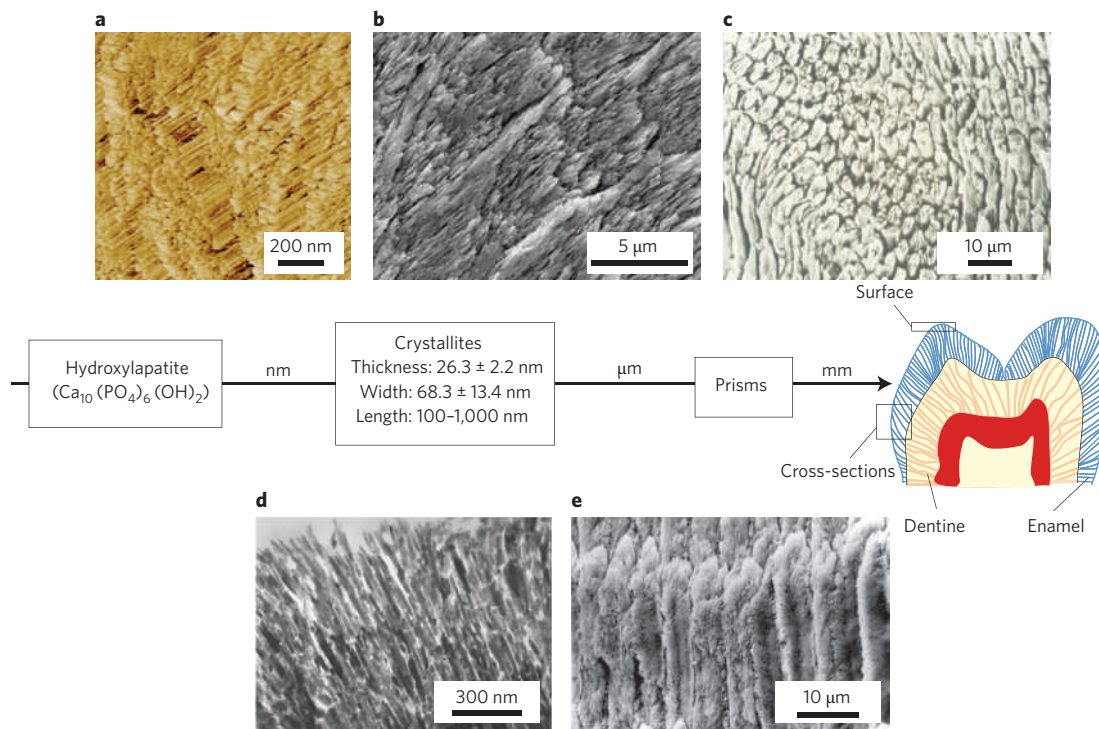 a
b
c
200 nm
5 µm
10 µm
Surface
Hydroxylapatite
(Ca10 (PO4)6 (OH)2)
nm
Crystallites
Thickness: 26.3 ± 2.2 nm
Width: 68.3 ± 13.4 nm
Length: 100–1,000 nm
µm
Prisms
mm
Cross-sections
Dentine
Enamel
d
e
300 nm
10 µm